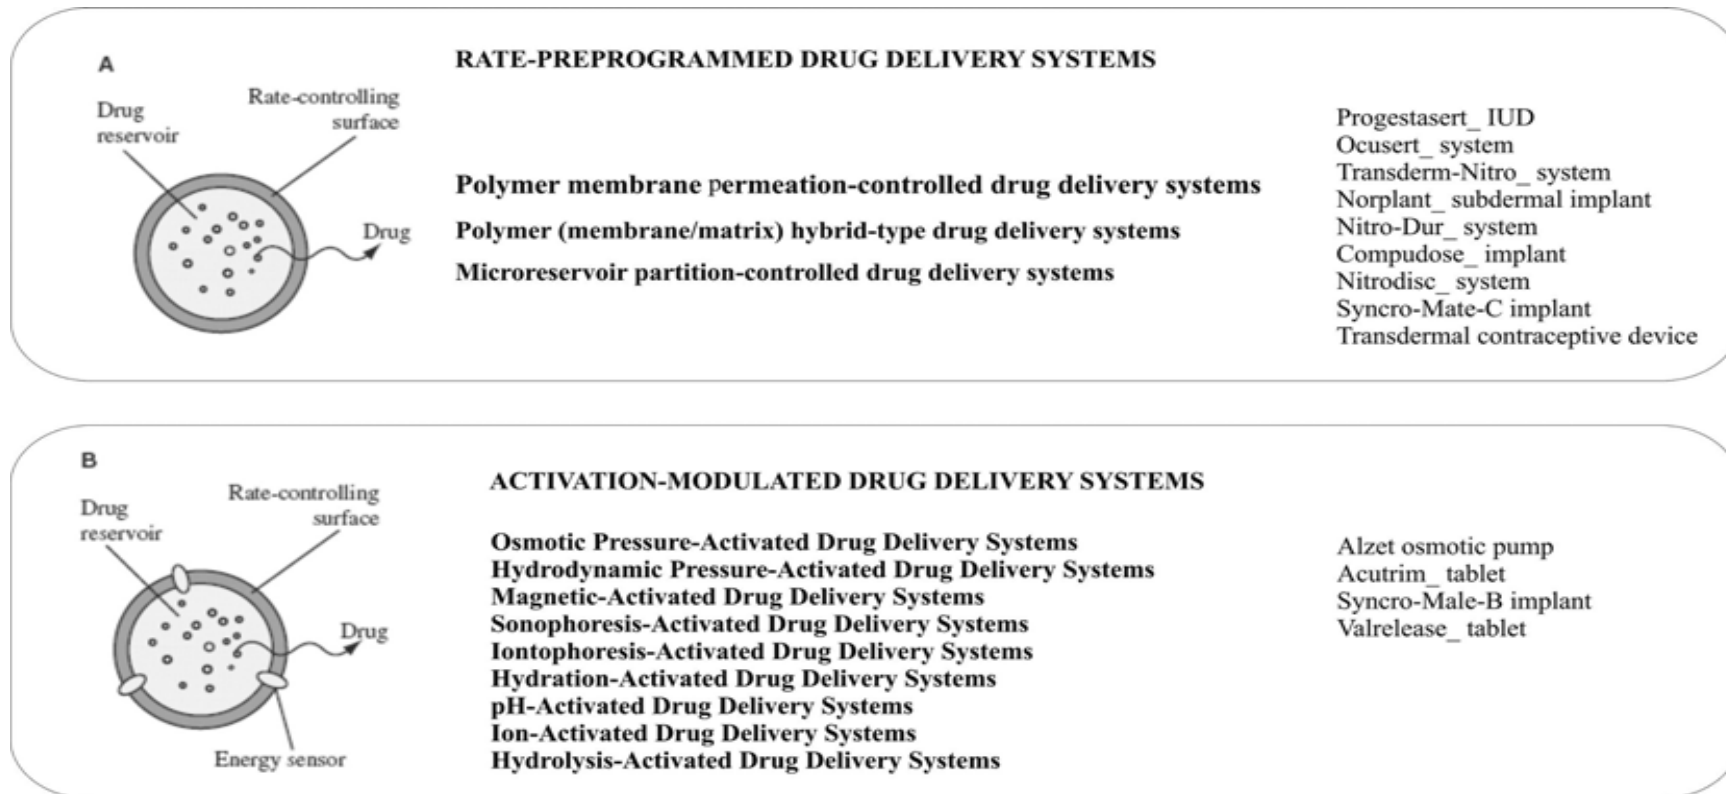 A
RATE-PREPROGRAMMED DRUG DELIVERY SYSTEMS
Drug
reservoir
Rate-controlling
surface
Drug
Polymer membrane permeation-controlled drug delivery systems
Polymer (membrane/matrix) hybrid-type drug delivery systems
Microreservoir partition-controlled drug delivery systems
Progestasert_ IUD
Ocusert_ system
Transderm-Nitro_ system
Norplant_ subdermal implant
Nitro-Dur_ system
Compudose_ implant
Nitrodisc_ system
Syncro-Mate-C implant
Transdermal contraceptive device
B
ACTIVATION-MODULATED DRUG DELIVERY SYSTEMS
Drug
reservoir
Rate-controlling
surface
Drug
Energy sensor
Osmotic Pressure-Activated Drug Delivery Systems
Hydrodynamic Pressure-Activated Drug Delivery Systems
Magnetic-Activated Drug Delivery Systems
Sonophoresis-Activated Drug Delivery Systems
Iontophoresis-Activated Drug Delivery Systems
Hydration-Activated Drug Delivery Systems
pH-Activated Drug Delivery Systems
Ion-Activated Drug Delivery Systems
Hydrolysis-Activated Drug Delivery Systems
Alzet osmotic pump
Acutrim_ tablet
Syncro-Male-B implant
Valrelease_ tablet